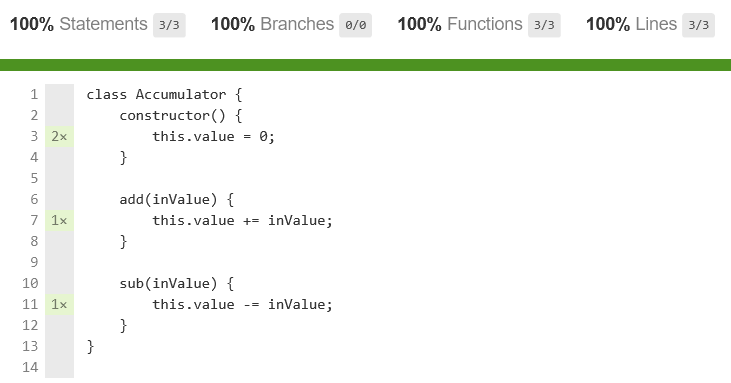 100% Statements 3/3 100% Branches 0/0 100% Functions 3/3 100% Lines 3/3
1 class Accumulator {
2 constructor() {
3 2× this.value = 0;
4 }
5
6 add(inValue) {
7 1× this.value += inValue;
8 }
9
10 sub(inValue) {
11 1× this.value -= inValue;
12 }
13 }
14